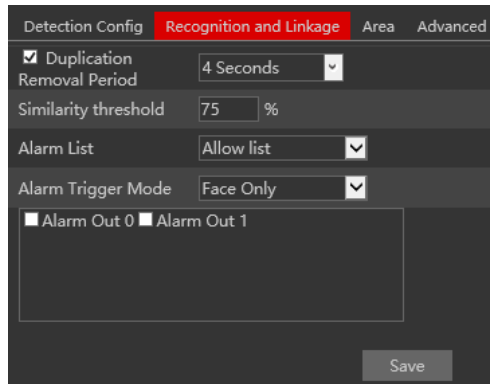 Detection Config Recognition and Linkage Area Advanced
Duplication
Removal Period 4 Seconds
Similarity threshold 75 %
Alarm List Allow list
Alarm Trigger Mode Face Only
Alarm Out 0 Alarm Out 1
Save